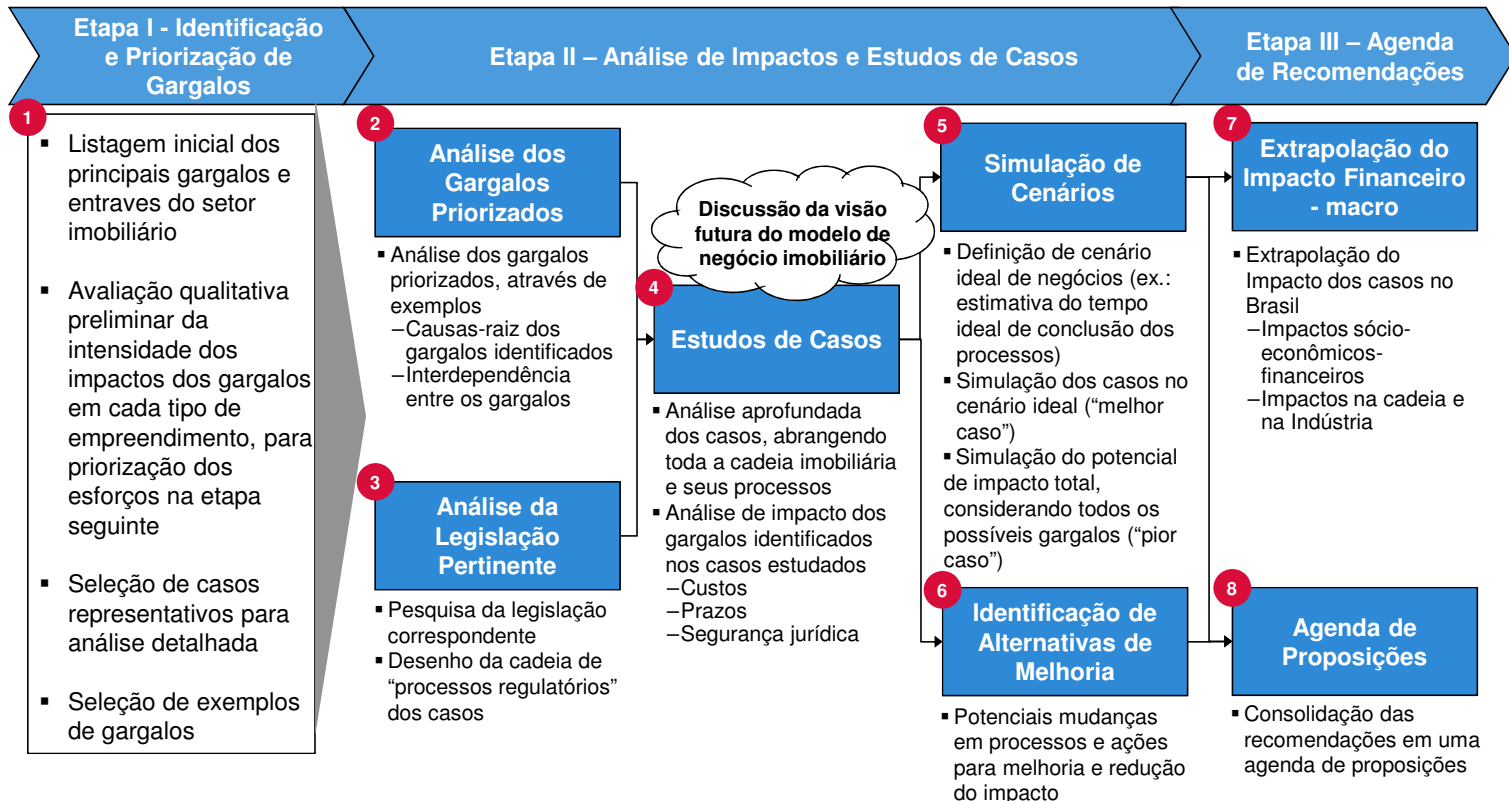 Etapa I - Identificação
e Priorização de
Gargalos
Etapa II – Análise de Impactos e Estudos de Casos
Etapa III – Agenda
de Recomendações
1
▪ Listagem inicial dos
principais gargalos e
entraves do setor
imobiliário
▪ Avaliação qualitativa
preliminar da
intensidade dos
impactos dos gargalos
em cada tipo de
empreendimento, para
priorização dos
esforços na etapa
seguinte
▪ Seleção de casos
representativos para
análise detalhada
▪ Seleção de exemplos
de gargalos
2
Análise dos
Gargalos
Priorizados
▪ Análise dos gargalos
priorizados, através de
exemplos
–Causas-raiz dos
gargalos identificados
–Interdependência
entre os gargalos
3
Análise da
Legislação
Pertinente
▪ Pesquisa da legislação
correspondente
▪ Desenho da cadeia de
“processos regulatórios”
dos casos
Discussão da visão
futura do modelo de
negócio imobiliário
4
Estudos de Casos
▪ Análise aprofundada
dos casos, abrangendo
toda a cadeia imobiliária
e seus processos
▪ Análise de impacto dos
gargalos identificados
nos casos estudados
–Custos
–Prazos
–Segurança jurídica
5
Simulação de
Cenários
▪ Definição de cenário
ideal de negócios (ex.:
estimativa do tempo
ideal de conclusão dos
processos)
▪ Simulação dos casos no
cenário ideal (“melhor
caso”)
▪ Simulação do potencial
de impacto total,
considerando todos os
possíveis gargalos (“pior
caso”)
6
Identificação de
Alternativas de
Melhoria
▪ Potenciais mudanças
em processos e ações
para melhoria e redução
do impacto
7
Extrapolação do
Impacto Financeiro
- macro
▪ Extrapolação do
Impacto dos casos no
Brasil
–Impactos sócio-
econômicos-
financeiros
–Impactos na cadeia e
na Indústria
8
Agenda de
Proposições
▪ Consolidação das
recomendações em uma
agenda de proposições